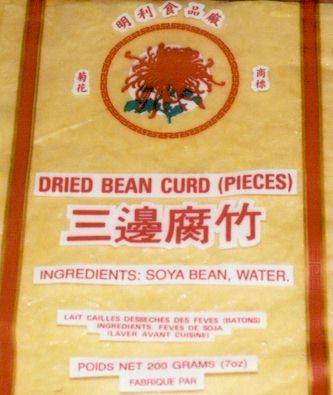 明利食品廠
菊花 商標
DRIED BEAN CURD (PIECES)
三邊腐竹
INGREDIENTS: SOYA BEAN, WATER.
LAIT CAILLES DESSECHES DES FEVES (BATONS)
INGREDIENTS: FEVES DE SOJA
(LAVER AVANT CUISINE)
POIDS NET 200 GRAMS (7oz)
FABRIQUE PAR